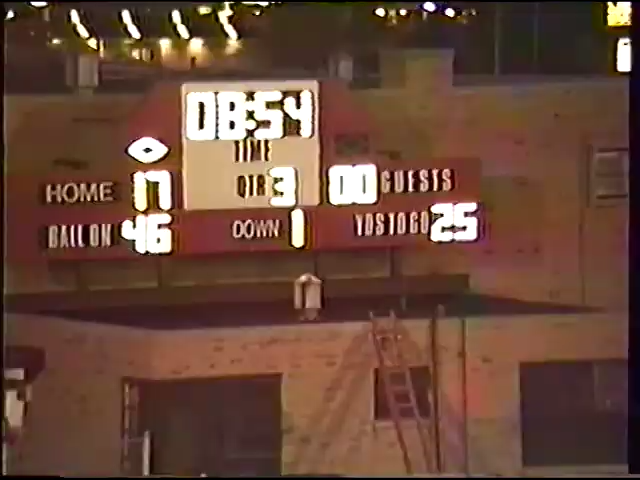 08:54
TIME
HOME 17 QTR 3 00 GUESTS
BALL ON 46 DOWN 1 YDS TO GO 25